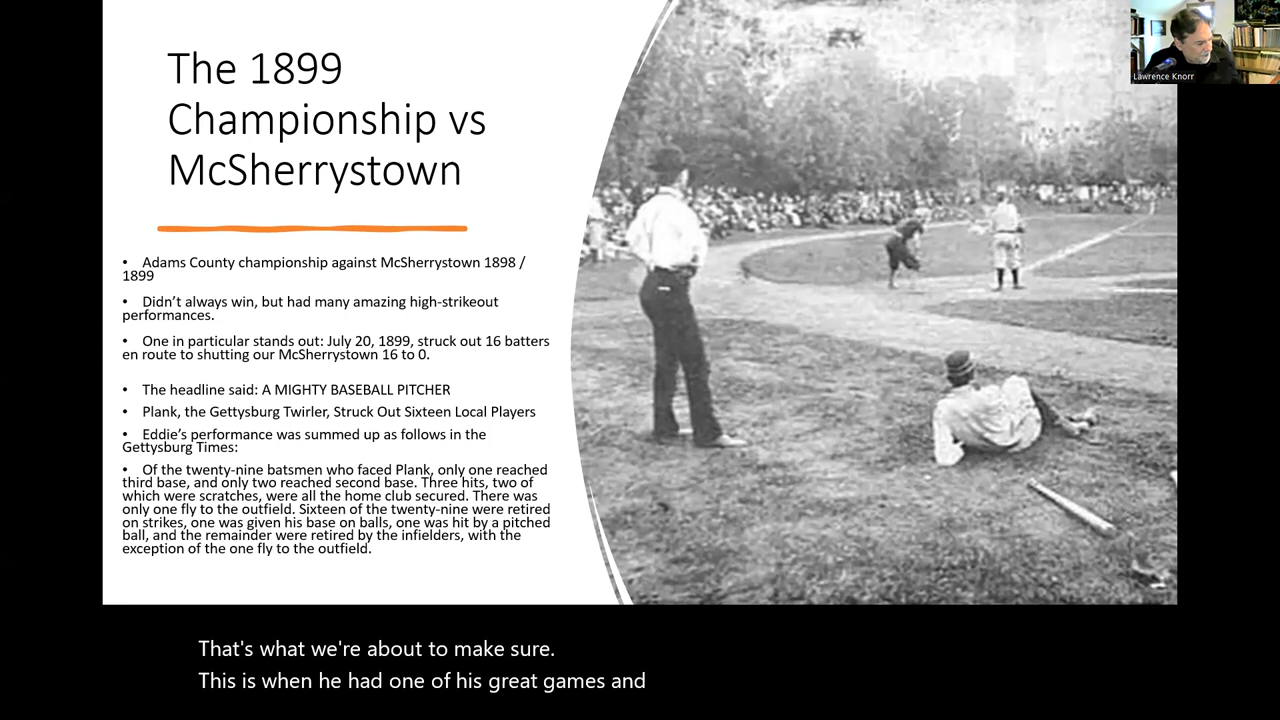 The 1899
Championship vs
McSherrystown
• Adams County championship against McSherrystown 1898 /
1899
• Didn’t always win, but had many amazing high-strikeout
performances.
• One in particular stands out: July 20, 1899, struck out 16 batters
en route to shutting our McSherrystown 16 to 0.
• The headline said: A MIGHTY BASEBALL PITCHER
• Plank, the Gettysburg Twirler, Struck Out Sixteen Local Players
• Eddie’s performance was summed up as follows in the
Gettysburg Times:
• Of the twenty-nine batsmen who faced Plank, only one reached
third base, and only two reached second base. Three hits, two of
which were scratches, were all the home club secured. There was
only one fly to the outfield. Sixteen of the twenty-nine were retired
on strikes, one was given his base on balls, one was hit by a pitched
ball, and the remainder were retired by the infielders, with the
exception of the one fly to the outfield.
Lawrence Knorr
That's what we're about to make sure.
This is when he had one of his great games and